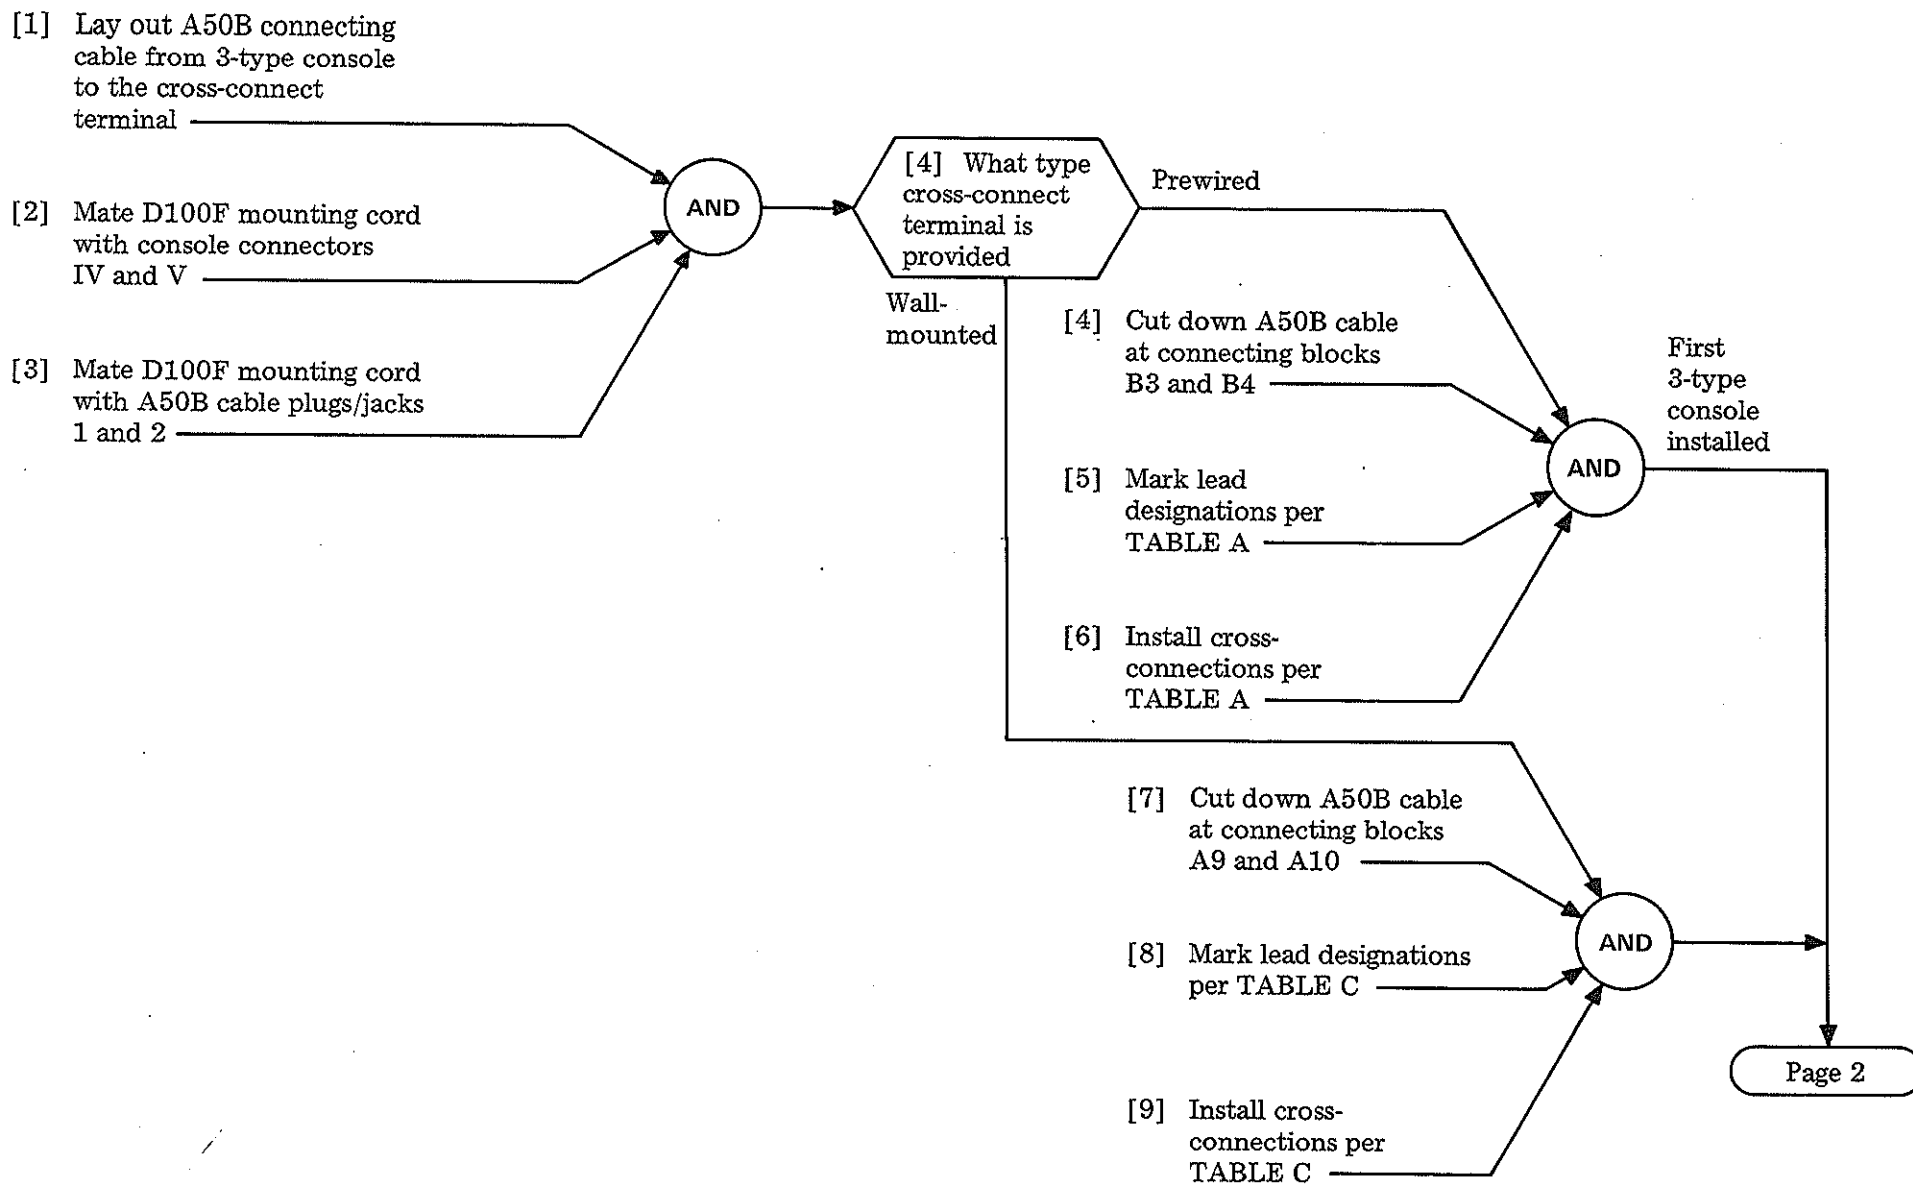 [1] Lay out A50B connecting
cable from 3-type console
to the cross-connect
terminal
[2] Mate D100F mounting cord
with console connectors
IV and V
[3] Mate D100F mounting cord
with A50B cable plugs/jacks
1 and 2
AND
[4] What type
cross-connect
terminal is
provided
Prewired
Wall-
mounted
[4] Cut down A50B cable
at connecting blocks
B3 and B4
[5] Mark lead
designations per
TABLE A
[6] Install cross-
connections per
TABLE A
AND
First
3-type
console
installed
[7] Cut down A50B cable
at connecting blocks
A9 and A10
[8] Mark lead designations
per TABLE C
[9] Install cross-
connections per
TABLE C
AND
Page 2